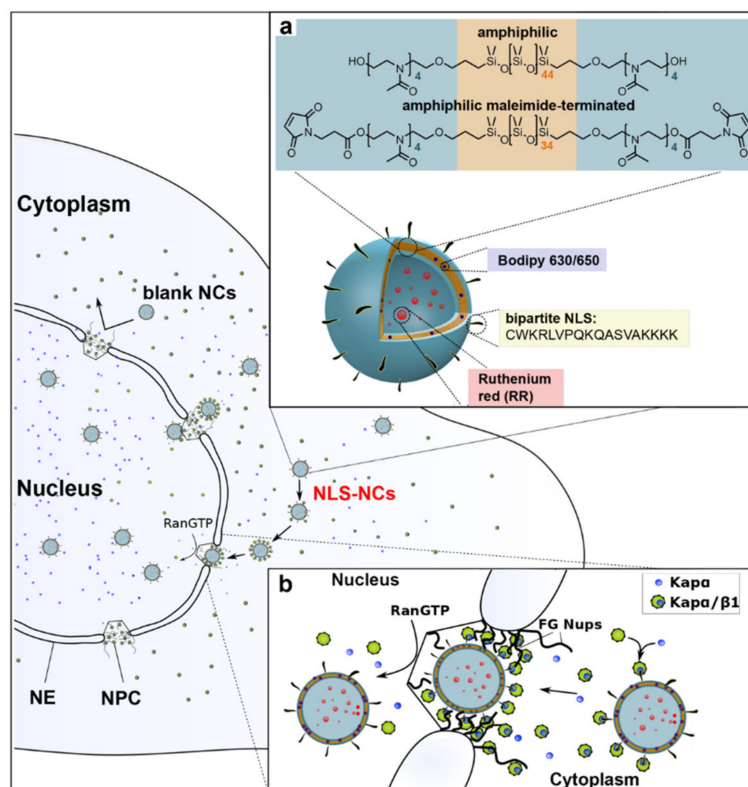 a
amphiphilic
HO
N
O
4
O
Si
O
Si
O
Si
44
O
N
O
4
OH
amphiphilic maleimide-terminated
O
N
O
O
O
N
O
4
O
Si
O
Si
O
Si
34
O
N
O
4
O
O
N
O
O
Bodipy 630/650
bipartite NLS:
CWKRLVPQKQASVAKKKK
Ruthenium
red (RR)
Cytoplasm
blank NCs
Nucleus
NLS-NCs
RanGTP
NE
NPC
b
Nucleus
RanGTP
FG Nups
Kapα
Kapα/β1
Cytoplasm